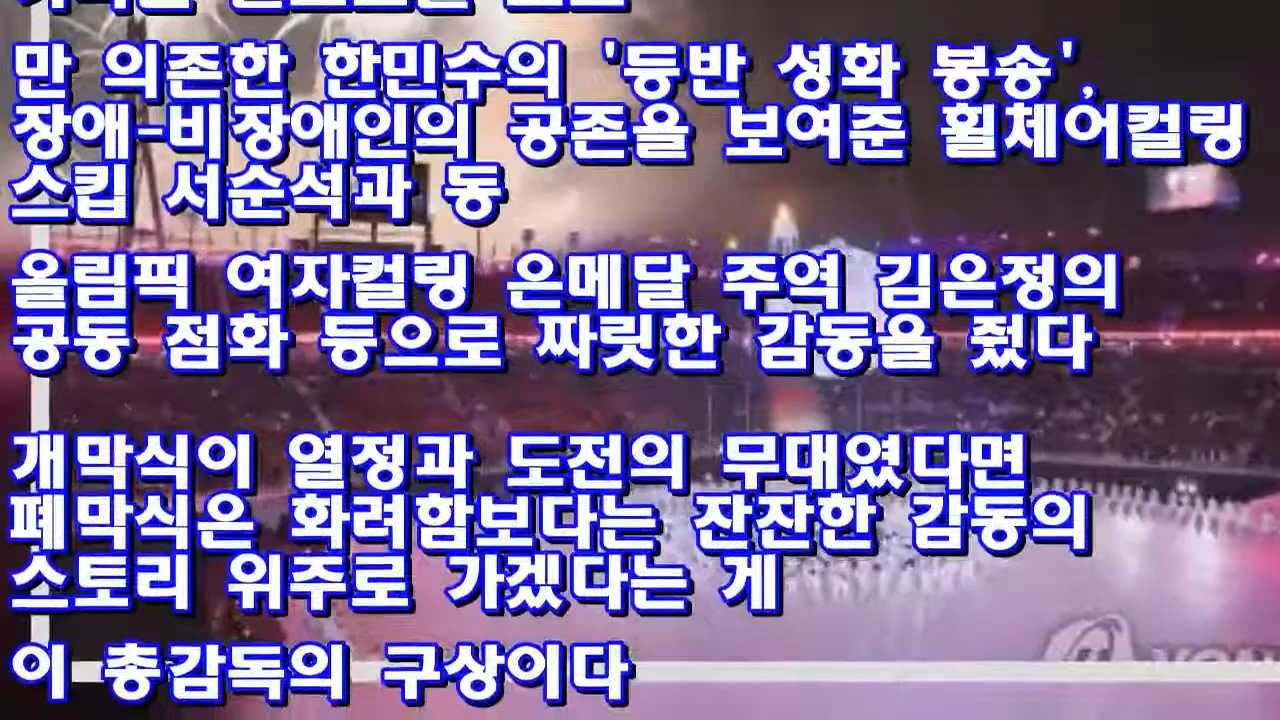 만 의존한 한민수의 '등반 성화 봉송',
장애-비장애인의 공존을 보여준 휠체어컬링
스킵 서순석과 동
올림픽 여자컬링 은메달 주역 김은정의
공동 점화 등으로 짜릿한 감동을 줬다
개막식이 열정과 도전의 무대였다면
폐막식은 화려함보다는 잔잔한 감동의
스토리 위주로 가겠다는 게
이 총감독의 구상이다